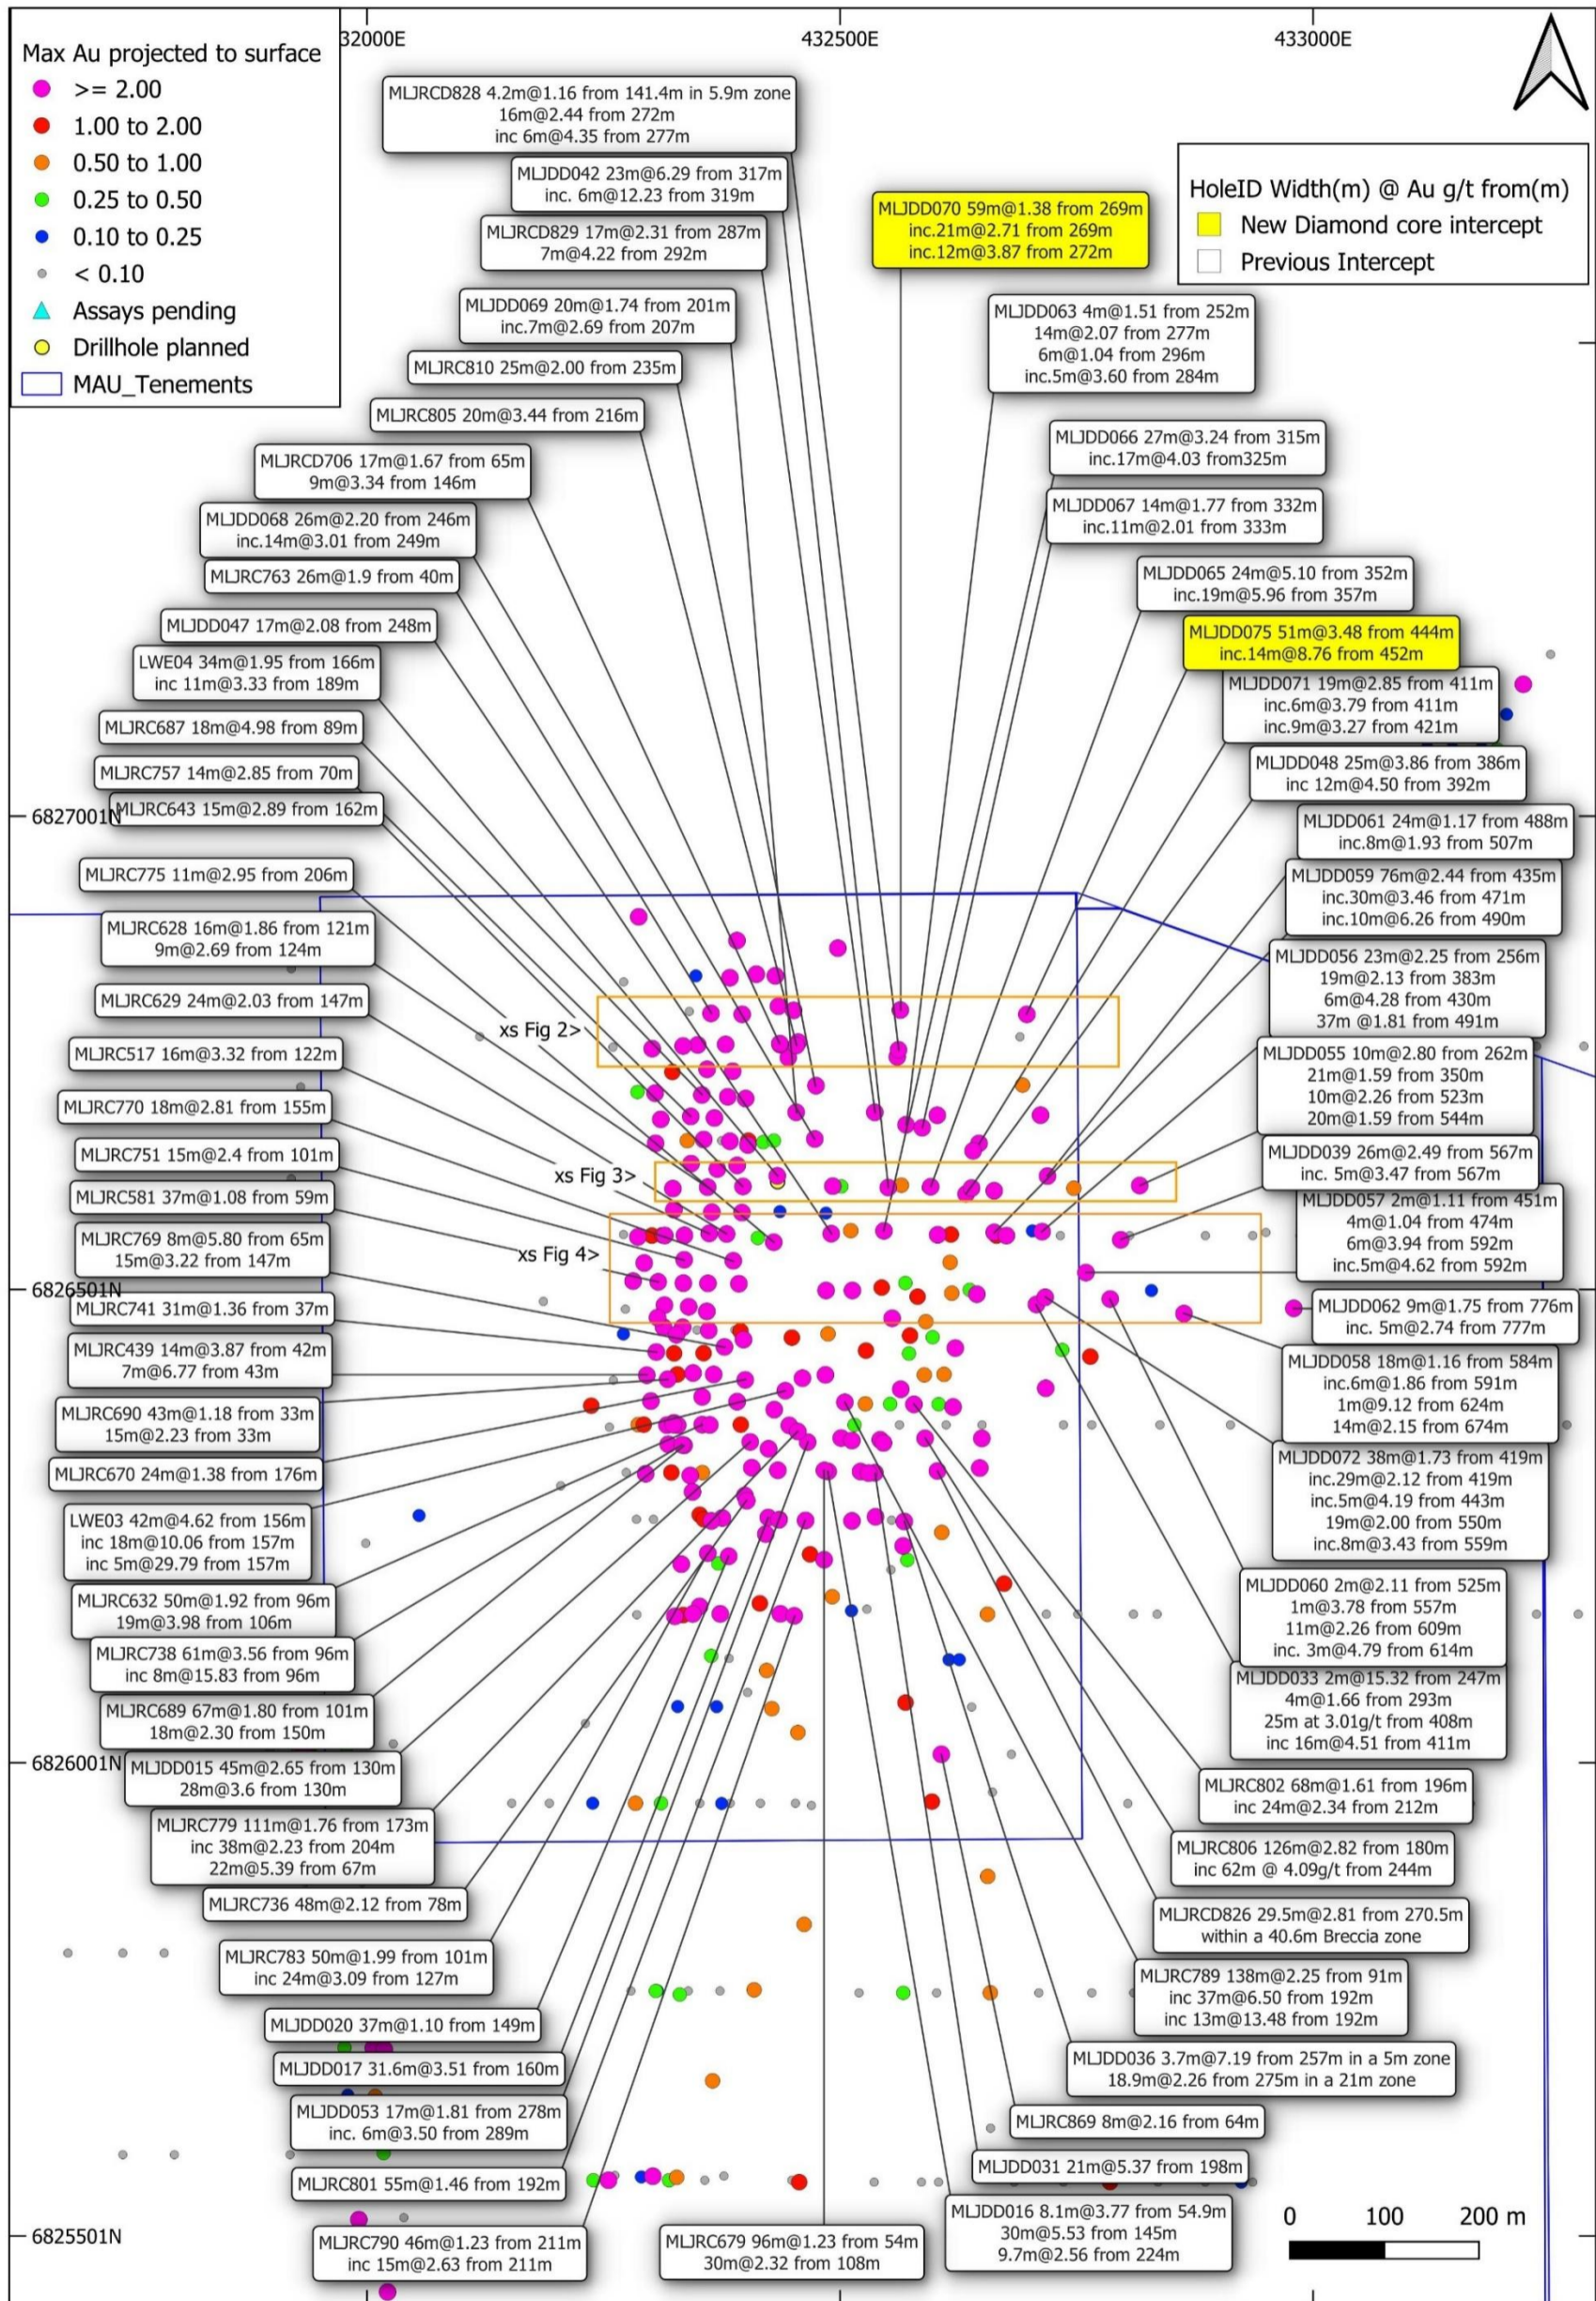 32000E
432500E
433000E
Max Au projected to surface
>= 2.00
1.00 to 2.00
0.50 to 1.00
0.25 to 0.50
0.10 to 0.25
< 0.10
Assays pending
Drillhole planned
MAU_Tenements
HoleID Width(m) @ Au g/t from(m)
New Diamond core intercept
Previous Intercept
MLJRCD828 4.2m@1.16 from 141.4m in 5.9m zone
16m@2.44 from 272m
inc 6m@4.35 from 277m
MLJDD042 23m@6.29 from 317m
inc. 6m@12.23 from 319m
MLJRCD829 17m@2.31 from 287m
7m@4.22 from 292m
MLJDD069 20m@1.74 from 201m
inc.7m@2.69 from 207m
MLJRC810 25m@2.00 from 235m
MLJRC805 20m@3.44 from 216m
MLJRCD706 17m@1.67 from 65m
9m@3.34 from 146m
MLJDD068 26m@2.20 from 246m
inc.14m@3.01 from 249m
MLJRC763 26m@1.9 from 40m
MLJDD047 17m@2.08 from 248m
LWE04 34m@1.95 from 166m
inc 11m@3.33 from 189m
MLJRC687 18m@4.98 from 89m
MLJRC757 14m@2.85 from 70m
6827001N
MLJRC643 15m@2.89 from 162m
MLJRC775 11m@2.95 from 206m
MLJRC628 16m@1.86 from 121m
9m@2.69 from 124m
MLJRC629 24m@2.03 from 147m
MLJRC517 16m@3.32 from 122m
MLJRC770 18m@2.81 from 155m
MLJRC751 15m@2.4 from 101m
MLJRC581 37m@1.08 from 59m
MLJRC769 8m@5.80 from 65m
15m@3.22 from 147m
6826501N
MLJRC741 31m@1.36 from 37m
MLJRC439 14m@3.87 from 42m
7m@6.77 from 43m
MLJRC690 43m@1.18 from 33m
15m@2.23 from 33m
MLJRC670 24m@1.38 from 176m
LWE03 42m@4.62 from 156m
inc 18m@10.06 from 157m
inc 5m@29.79 from 157m
MLJRC632 50m@1.92 from 96m
19m@3.98 from 106m
MLJRC738 61m@3.56 from 96m
inc 8m@15.83 from 96m
MLJRC689 67m@1.80 from 101m
18m@2.30 from 150m
6826001N
MLJDD015 45m@2.65 from 130m
28m@3.6 from 130m
MLJRC779 111m@1.76 from 173m
inc 38m@2.23 from 204m
22m@5.39 from 67m
MLJRC736 48m@2.12 from 78m
MLJRC783 50m@1.99 from 101m
inc 24m@3.09 from 127m
MLJDD020 37m@1.10 from 149m
MLJDD017 31.6m@3.51 from 160m
MLJDD053 17m@1.81 from 278m
inc. 6m@3.50 from 289m
MLJRC801 55m@1.46 from 192m
6825501N
MLJRC790 46m@1.23 from 211m
inc 15m@2.63 from 211m
xs Fig 2>
xs Fig 3>
xs Fig 4>
MLJDD070 59m@1.38 from 269m
inc.21m@2.71 from 269m
inc.12m@3.87 from 272m
MLJDD063 4m@1.51 from 252m
14m@2.07 from 277m
6m@1.04 from 296m
inc.5m@3.60 from 284m
MLJDD066 27m@3.24 from 315m
inc.17m@4.03 from325m
MLJDD067 14m@1.77 from 332m
inc.11m@2.01 from 333m
MLJDD065 24m@5.10 from 352m
inc.19m@5.96 from 357m
MLJDD075 51m@3.48 from 444m
inc.14m@8.76 from 452m
MLJDD071 19m@2.85 from 411m
inc.6m@3.79 from 411m
inc.9m@3.27 from 421m
MLJDD048 25m@3.86 from 386m
inc 12m@4.50 from 392m
MLJDD061 24m@1.17 from 488m
inc.8m@1.93 from 507m
MLJDD059 76m@2.44 from 435m
inc.30m@3.46 from 471m
inc.10m@6.26 from 490m
MLJDD056 23m@2.25 from 256m
19m@2.13 from 383m
6m@4.28 from 430m
37m @1.81 from 491m
MLJDD055 10m@2.80 from 262m
21m@1.59 from 350m
10m@2.26 from 523m
20m@1.59 from 544m
MLJDD039 26m@2.49 from 567m
inc. 5m@3.47 from 567m
MLJDD057 2m@1.11 from 451m
4m@1.04 from 474m
6m@3.94 from 592m
inc.5m@4.62 from 592m
MLJDD062 9m@1.75 from 776m
inc. 5m@2.74 from 777m
MLJDD058 18m@1.16 from 584m
inc.6m@1.86 from 591m
1m@9.12 from 624m
14m@2.15 from 674m
MLJDD072 38m@1.73 from 419m
inc.29m@2.12 from 419m
inc.5m@4.19 from 443m
19m@2.00 from 550m
inc.8m@3.43 from 559m
MLJDD060 2m@2.11 from 525m
1m@3.78 from 557m
11m@2.26 from 609m
inc. 3m@4.79 from 614m
MLJDD033 2m@15.32 from 247m
4m@1.66 from 293m
25m at 3.01g/t from 408m
inc 16m@4.51 from 411m
MLJRC802 68m@1.61 from 196m
inc 24m@2.34 from 212m
MLJRC806 126m@2.82 from 180m
inc 62m @ 4.09g/t from 244m
MLJRCD826 29.5m@2.81 from 270.5m
within a 40.6m Breccia zone
MLJRC789 138m@2.25 from 91m
inc 37m@6.50 from 192m
inc 13m@13.48 from 192m
MLJDD036 3.7m@7.19 from 257m in a 5m zone
18.9m@2.26 from 275m in a 21m zone
MLJRC869 8m@2.16 from 64m
MLJDD031 21m@5.37 from 198m
MLJDD016 8.1m@3.77 from 54.9m
30m@5.53 from 145m
9.7m@2.56 from 224m
MLJRC679 96m@1.23 from 54m
30m@2.32 from 108m
0 100 200 m